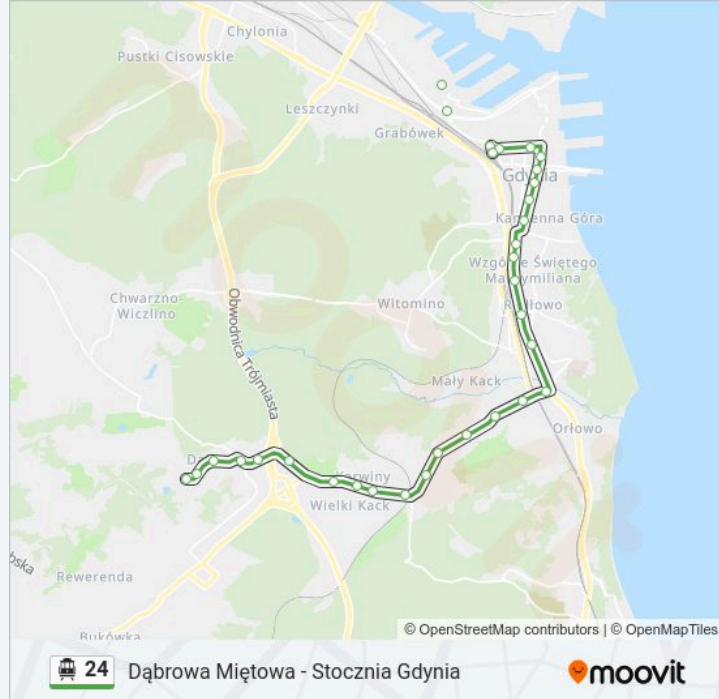 Chylonia
Pustki Cisowskie
Leszczynki
Grabówek
Gdynia
Kamienna Góra
Wzgórze Świętego
Maksymiliana
Chwarzno-
Wiczlino
Witomino
Redłowo
Obwodnica Trójmiasta
Mały Kack
Orłowo
Karwiny
Wielki Kack
bska
Rewerenda
Bukówka
© OpenStreetMap contributors | © OpenMapTiles
24 Dąbrowa Miętowa - Stocznia Gdynia
moovit